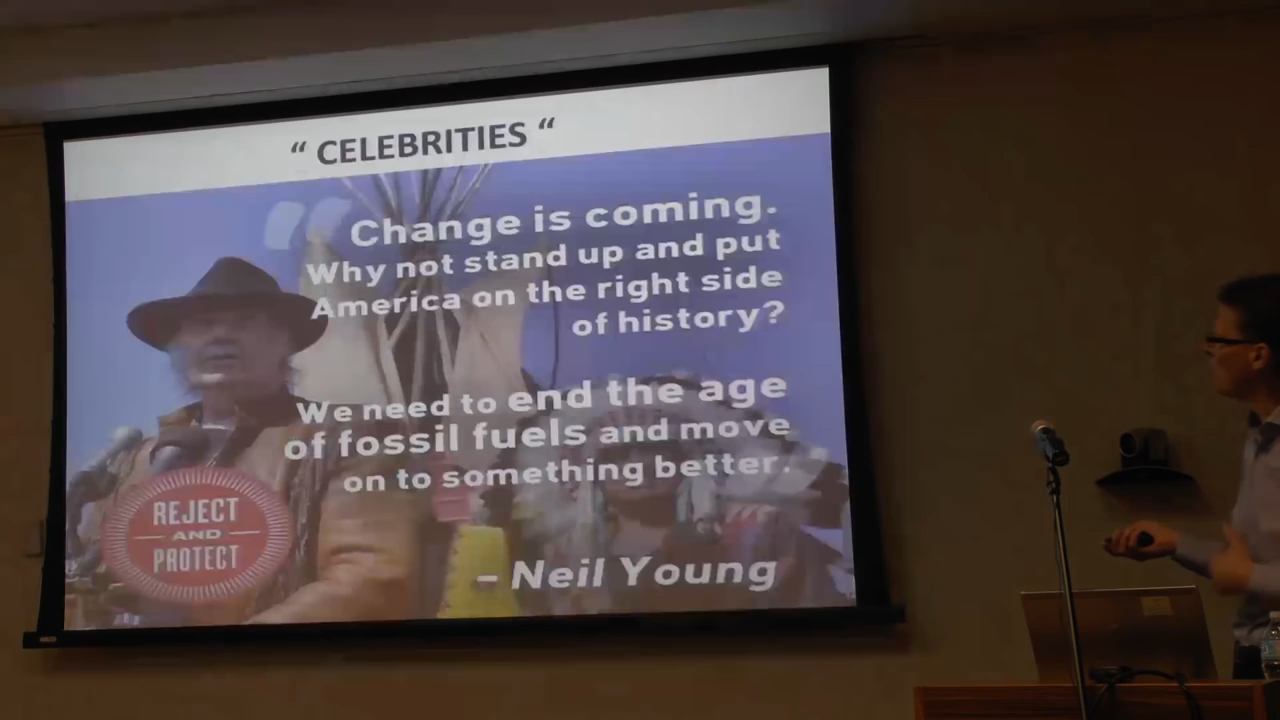 “ CELEBRITIES “
Change is coming.
Why not stand up and put
America on the right side
of history?
We need to end the age
of fossil fuels and move
on to something better.
REJECT
AND
PROTECT
- Neil Young